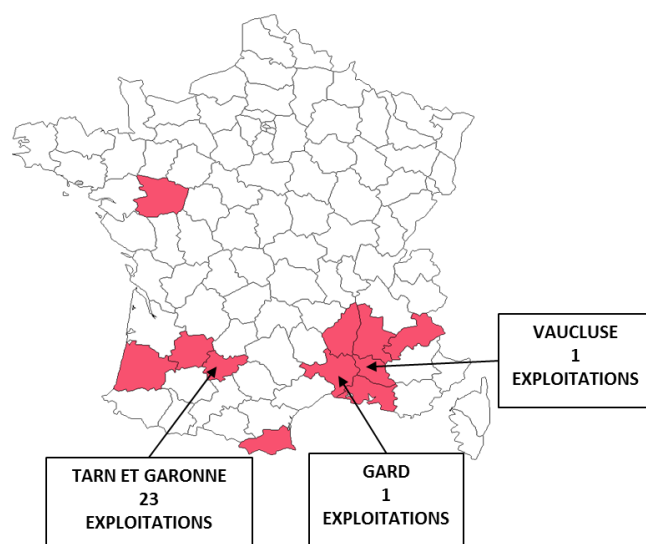 VAUCLUSE
1
EXPLOITATIONS
TARN ET GARONNE
23
EXPLOITATIONS
GARD
1
EXPLOITATIONS